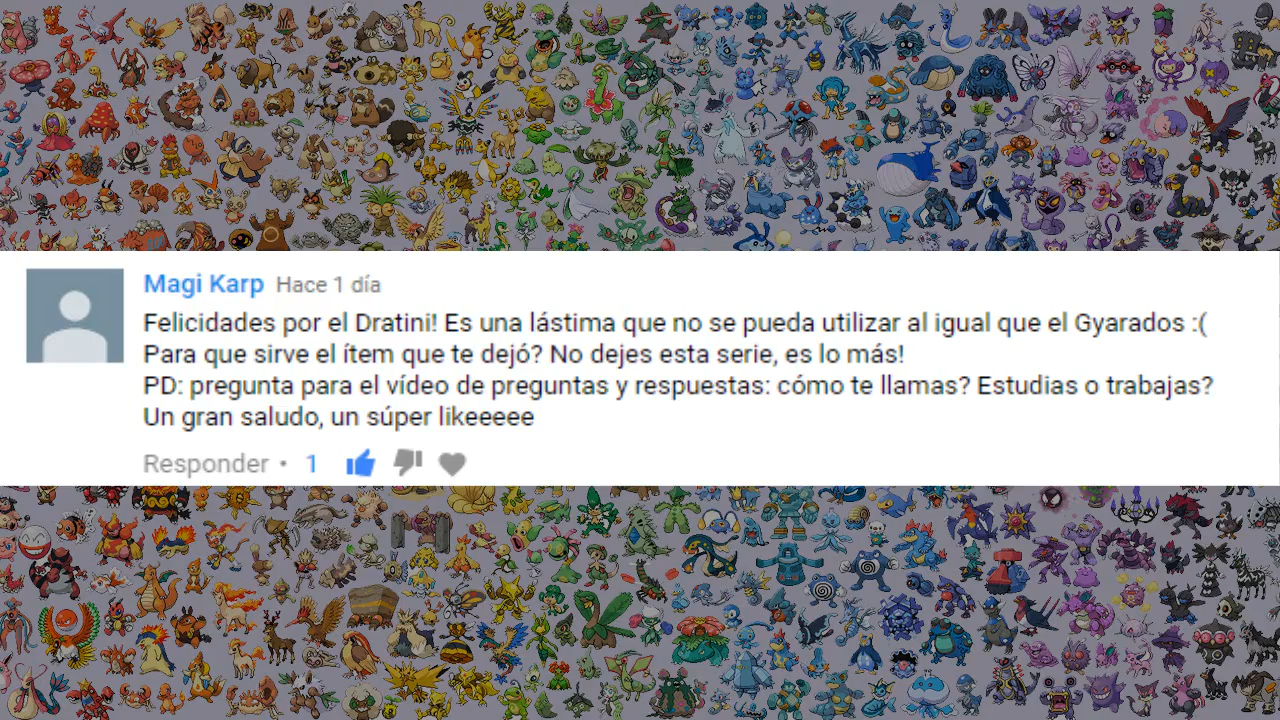 Magi Karp Hace 1 día
Felicidades por el Dratini! Es una lástima que no se pueda utilizar al igual que el Gyarados :(
Para que sirve el ítem que te dejó? No dejes esta serie, es lo más!
PD: pregunta para el vídeo de preguntas y respuestas: cómo te llamas? Estudias o trabajas?
Un gran saludo, un súper likeeeee
Responder • 1